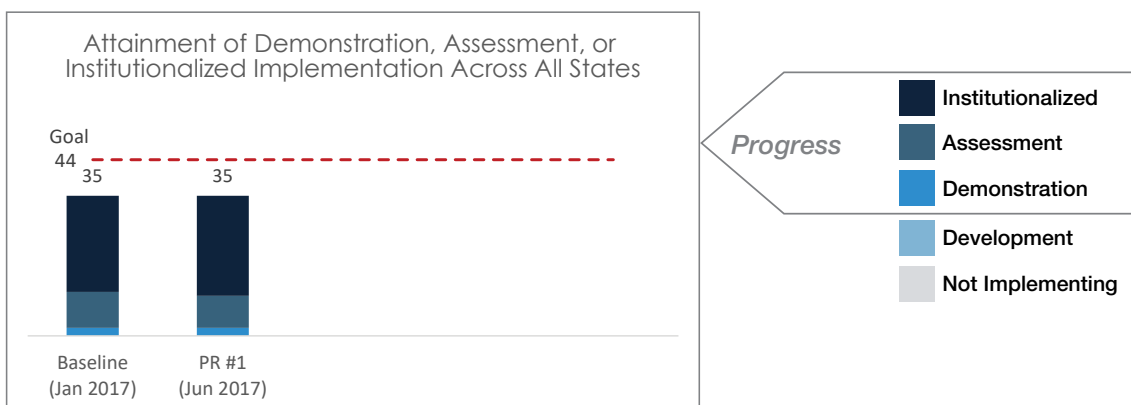 Attainment of Demonstration, Assessment, or
Institutionalized Implementation Across All States
Goal
44
35
35
Baseline
(Jan 2017)
PR #1
(Jun 2017)
Progress
Institutionalized
Assessment
Demonstration
Development
Not Implementing